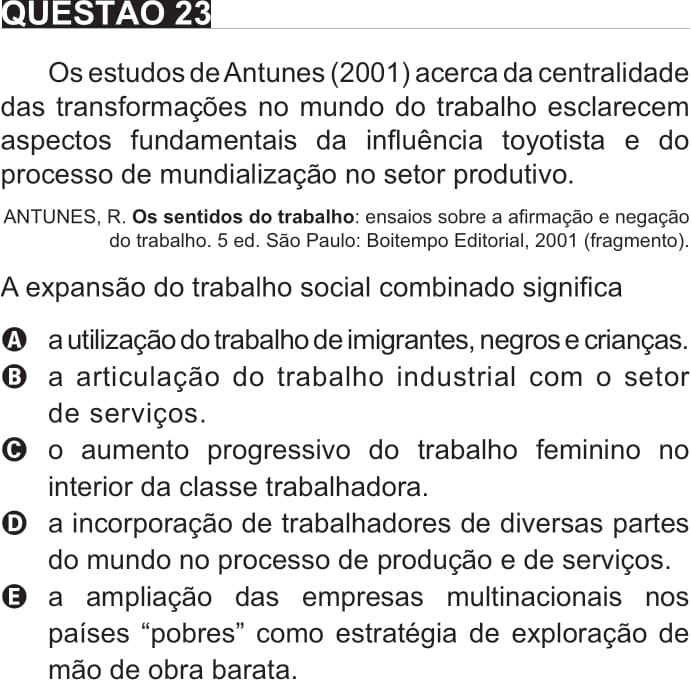 QUESTÃO 23
Os estudos de Antunes (2001) acerca da centralidade
das transformações no mundo do trabalho esclarecem
aspectos fundamentais da influência toyotista e do
processo de mundialização no setor produtivo.
ANTUNES, R. Os sentidos do trabalho: ensaios sobre a afirmação e negação
do trabalho. 5 ed. São Paulo: Boitempo Editorial, 2001 (fragmento).
A expansão do trabalho social combinado significa
A a utilização do trabalho de imigrantes, negros e crianças.
B a articulação do trabalho industrial com o setor
de serviços.
C o aumento progressivo do trabalho feminino no
interior da classe trabalhadora.
D a incorporação de trabalhadores de diversas partes
do mundo no processo de produção e de serviços.
E a ampliação das empresas multinacionais nos
países “pobres” como estratégia de exploração de
mão de obra barata.